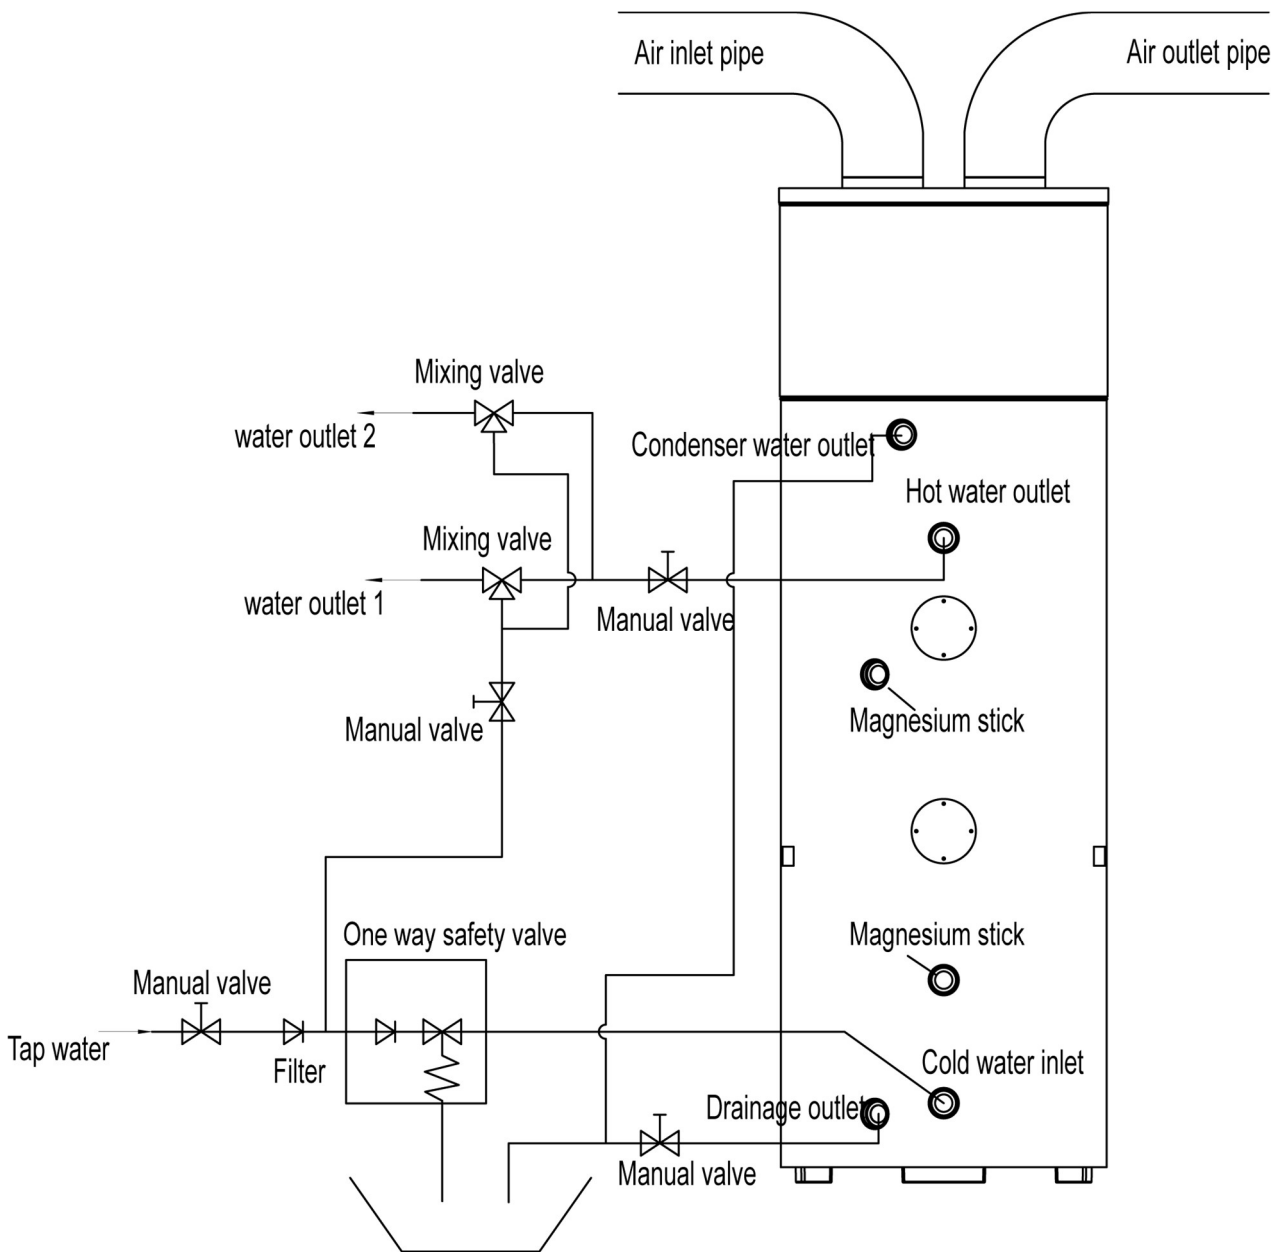 Air inlet pipe
Air outlet pipe
Mixing valve
water outlet 2
Condenser water outlet
Hot water outlet
Mixing valve
water outlet 1
Manual valve
Magnesium stick
Manual valve
One way safety valve
Magnesium stick
Manual valve
Tap water
Filter
Cold water inlet
Drainage outlet
Manual valve